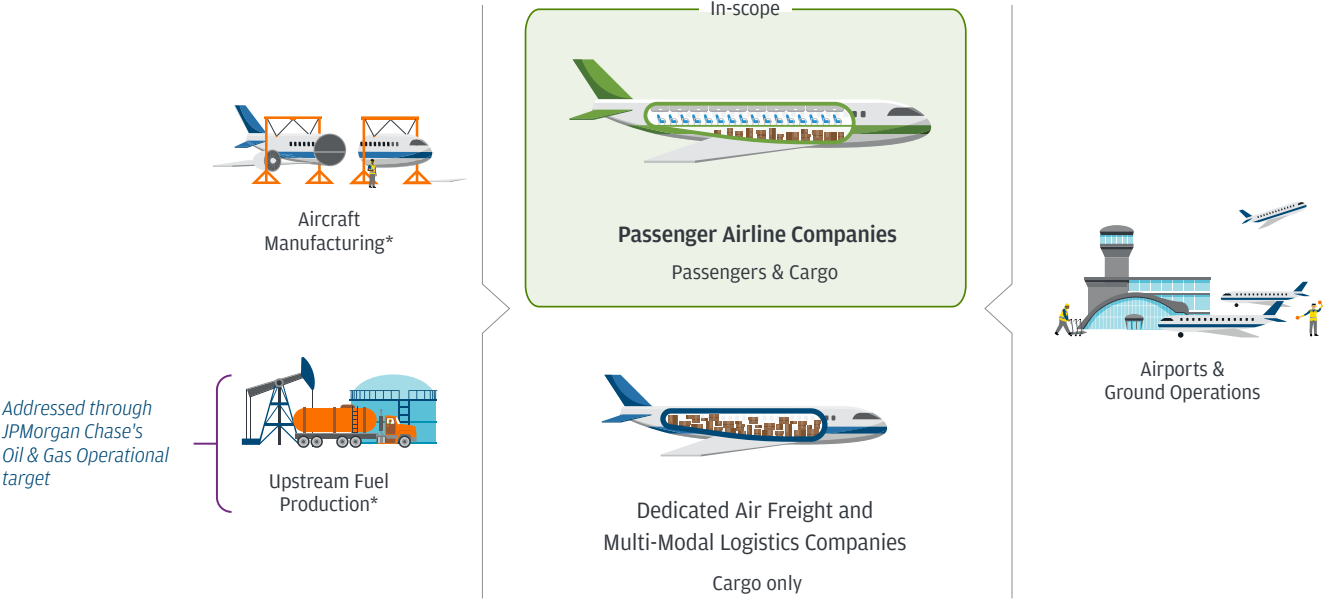 In-scope
Aircraft
Manufacturing*
Addressed through
JPMorgan Chase's
Oil & Gas Operational
target
Upstream Fuel
Production*
Passenger Airline Companies
Passengers & Cargo
Dedicated Air Freight and
Multi-Modal Logistics Companies
Cargo only
Airports &
Ground Operations